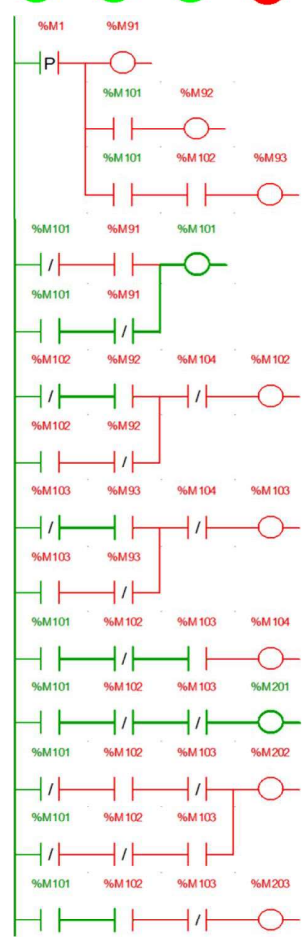 %M1 %M91
P
%M101 %M92
%M101 %M102 %M93
%M101 %M91 %M101
/
%M101 %M91
/
%M102 %M92 %M104 %M102
/ /
%M102 %M92
/
%M103 %M93 %M104 %M103
/ /
%M103 %M93
/
%M101 %M102 %M103 %M104
/
%M101 %M102 %M103 %M201
/ /
%M101 %M102 %M103 %M202
/ /
%M101 %M102 %M103
/ /
%M101 %M102 %M103 %M203
/